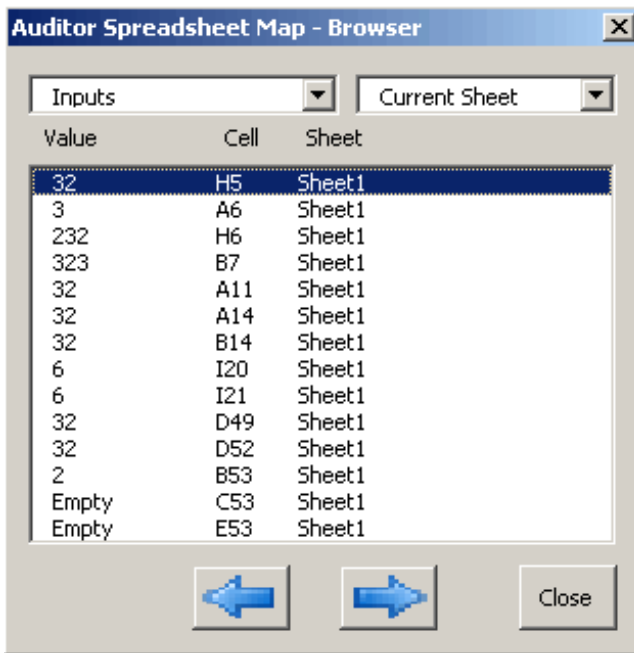 Auditor Spreadsheet Map - Browser
Inputs Current Sheet
Value Cell Sheet
32 H5 Sheet1
3 A6 Sheet1
232 H6 Sheet1
323 B7 Sheet1
32 A11 Sheet1
32 A14 Sheet1
32 B14 Sheet1
6 I20 Sheet1
6 I21 Sheet1
32 D49 Sheet1
32 D52 Sheet1
2 B53 Sheet1
Empty C53 Sheet1
Empty E53 Sheet1
Close